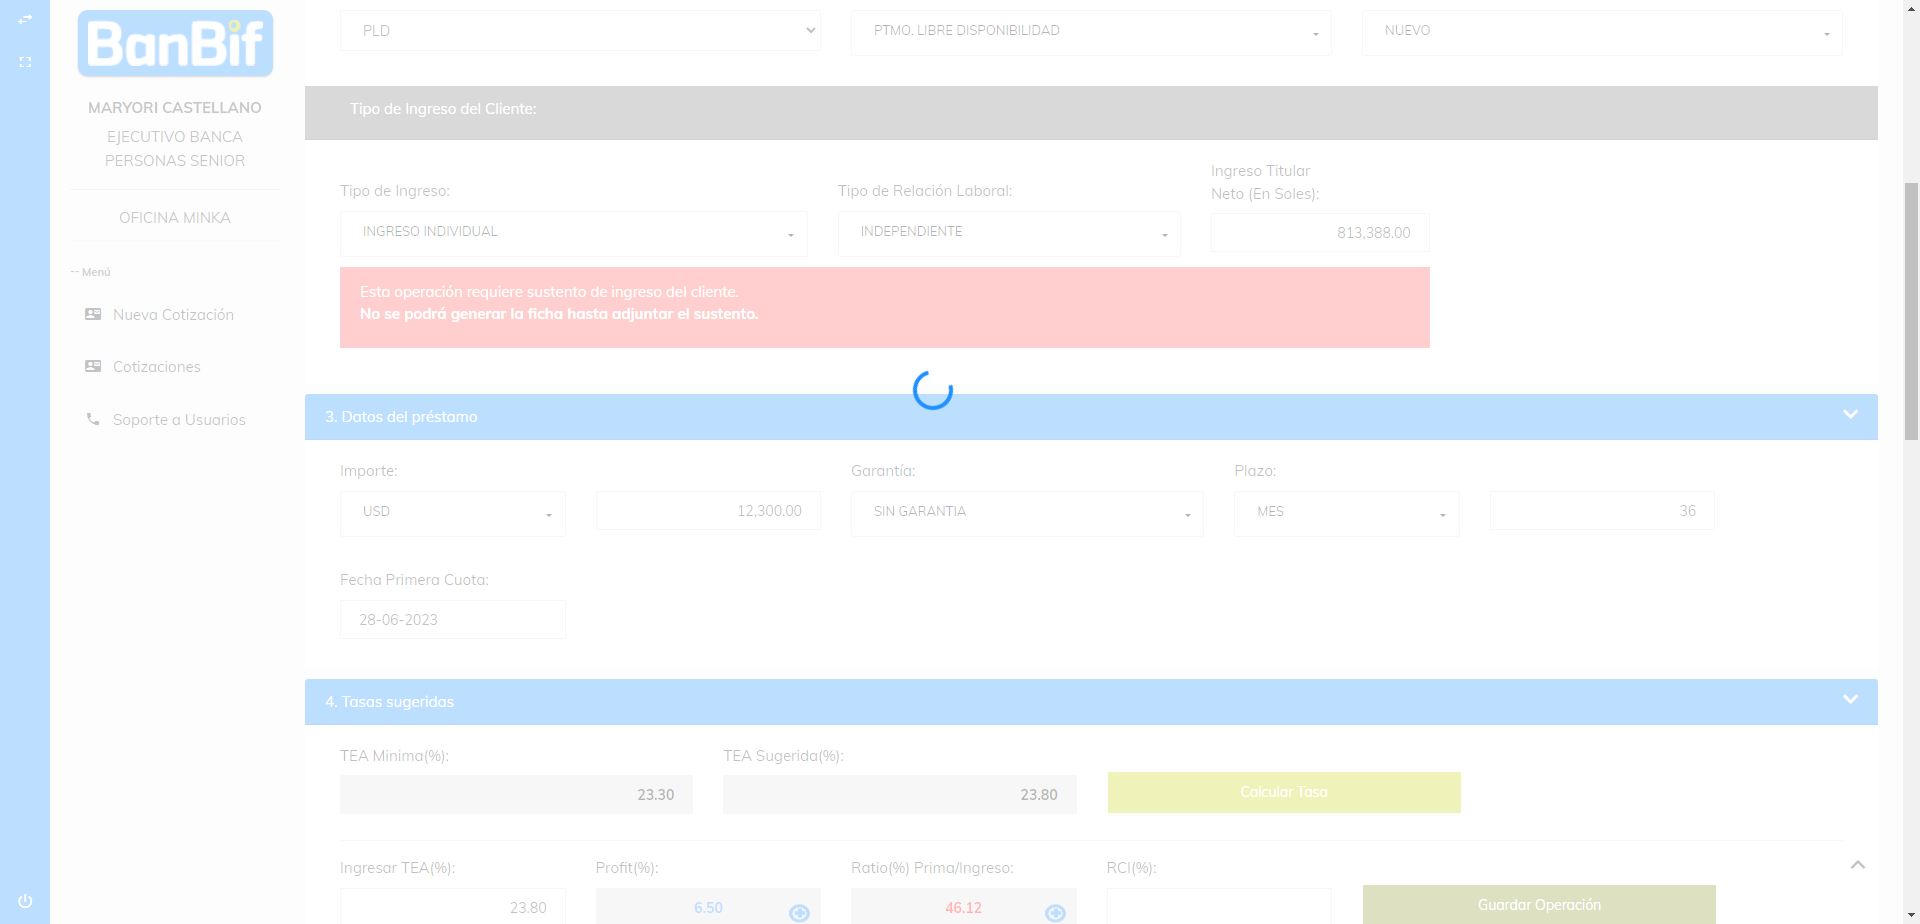 BanBif
MARYORI CASTELLANO
EJECUTIVO BANCA
PERSONAS SENIOR
OFICINA MINKA
-- Menú
Nueva Cotización
Cotizaciones
Soporte a Usuarios
PLD
PTMO. LIBRE DISPONIBILIDAD
NUEVO
Tipo de Ingreso del Cliente:
Tipo de Ingreso:
Tipo de Relación Laboral:
Ingreso Titular
Neto (En Soles):
INGRESO INDIVIDUAL
INDEPENDIENTE
813,388.00
Esta operación requiere sustento de ingreso del cliente.
No se podrá generar la ficha hasta adjuntar el sustento.
3. Datos del préstamo
Importe:
Garantía:
Plazo:
USD
12,300.00
SIN GARANTIA
MES
36
Fecha Primera Cuota:
28-06-2023
4. Tasas sugeridas
TEA Minima(%):
TEA Sugerida(%):
23.30
23.80
Calcular Tasa
Ingresar TEA(%):
Profit(%):
Ratio(%) Prima/Ingreso:
RCI(%):
23.80
6.50
46.12
Guardar Operación